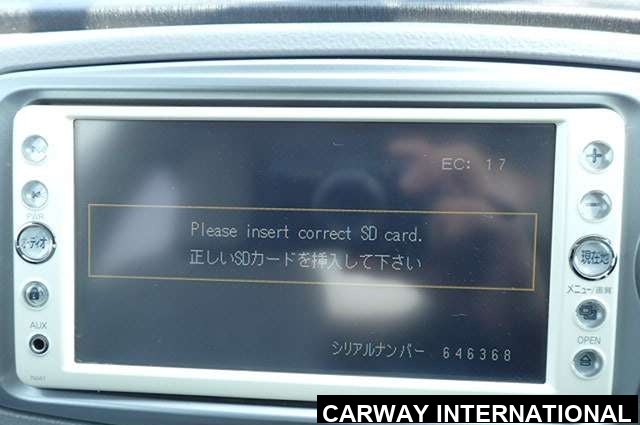 EC: 17
Please insert correct SD card.
正しいSDカードを挿入して下さい
シリアルナンバー 646368
PWR
オーディオ
AUX
現在地
メニュー/画質
OPEN
CARWAY INTERNATIONAL